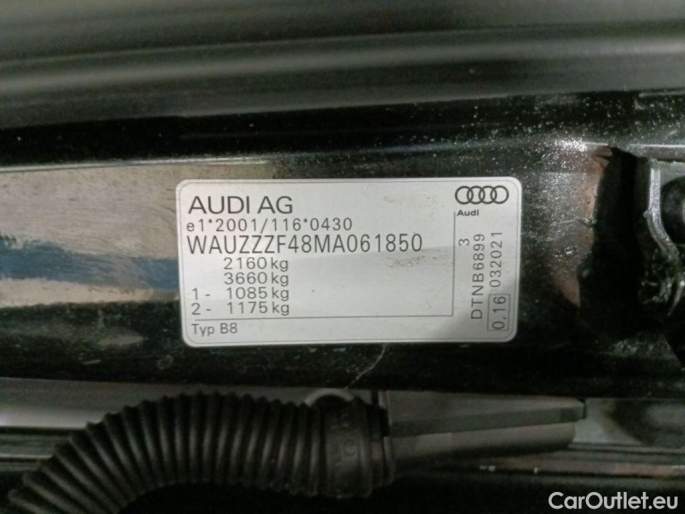 AUDI AG
e1*2001/116*0430
WAUZZZF48MA061850
2160kg
3660kg
1 - 1085kg
2 - 1175kg
Typ B8
Audi
3
DTNB6899
0.16 032021
CarOutlet.eu